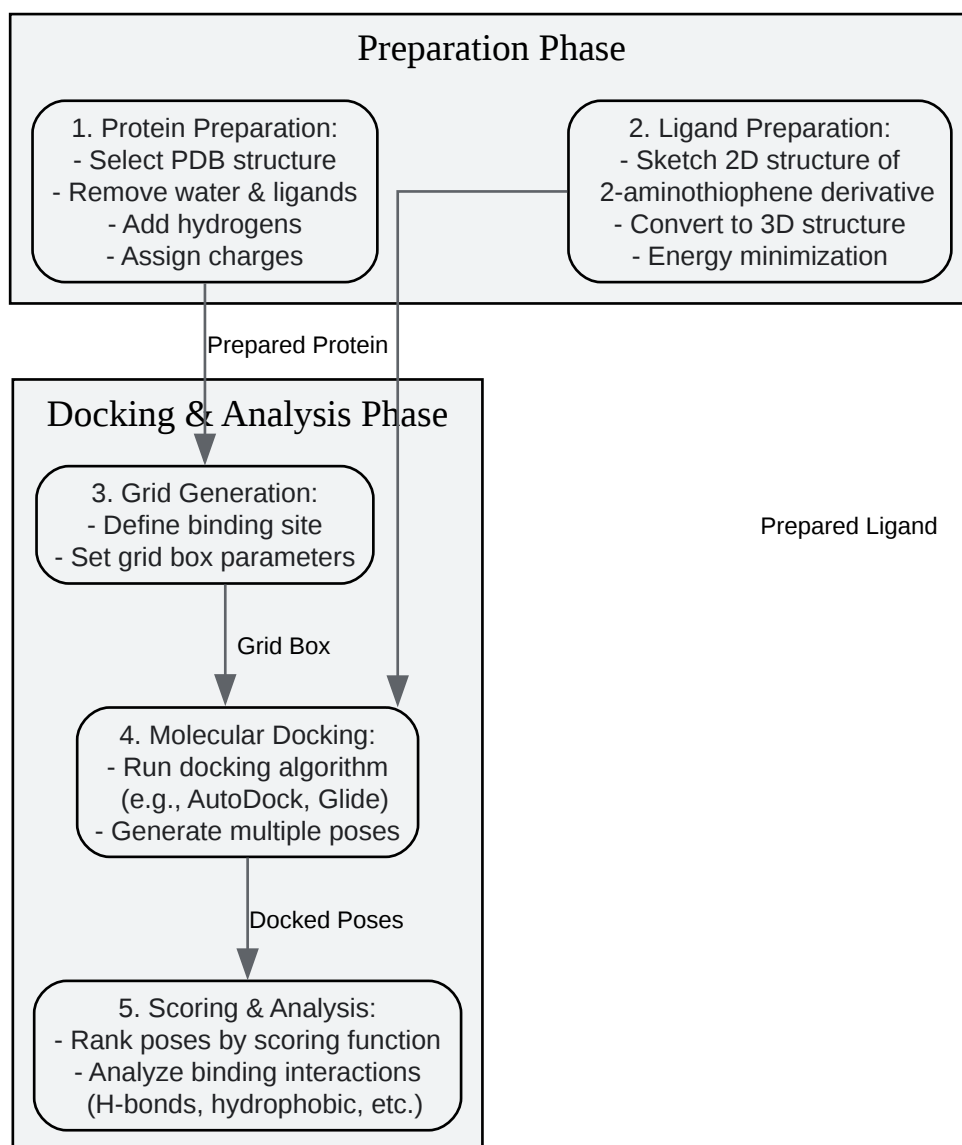 Preparation Phase
1. Protein Preparation:
- Select PDB structure
- Remove water & ligands
- Add hydrogens
- Assign charges
2. Ligand Preparation:
- Sketch 2D structure of
2-aminothiophene derivative
- Convert to 3D structure
- Energy minimization
Prepared Protein
Docking & Analysis Phase
3. Grid Generation:
- Define binding site
- Set grid box parameters
Prepared Ligand
Grid Box
4. Molecular Docking:
- Run docking algorithm
(e.g., AutoDock, Glide)
- Generate multiple poses
Docked Poses
5. Scoring & Analysis:
- Rank poses by scoring function
- Analyze binding interactions
(H-bonds, hydrophobic, etc.)